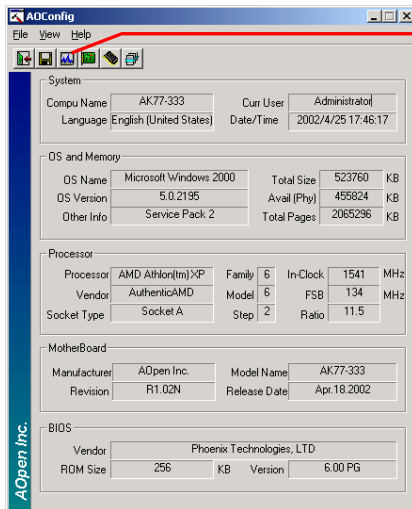 AOConfig
File View Help
System
Compu Name AK77-333 Curr User Administrator
Language English (United States) Date/Time 2002/4/25 17:46:17
OS and Memory
OS Name Microsoft Windows 2000 Total Size 523760 KB
OS Version 5.0.2195 Avail (Phy) 455824 KB
Other Info Service Pack 2 Total Pages 2065296 KB
Processor
Processor AMD Athlon(tm) XP Family 6 In-Clock 1541 MHz
Vendor AuthenticAMD Model 6 FSB 134 MHz
Socket Type Socket A Step 2 Ratio 11.5
MotherBoard
Manufacturer AOpen Inc. Model Name AK77-333
Revision R1.02N Release Date Apr.18.2002
BIOS
Vendor Phoenix Technologies, LTD
ROM Size 256 KB Version 6.00 PG
AOpen Inc.